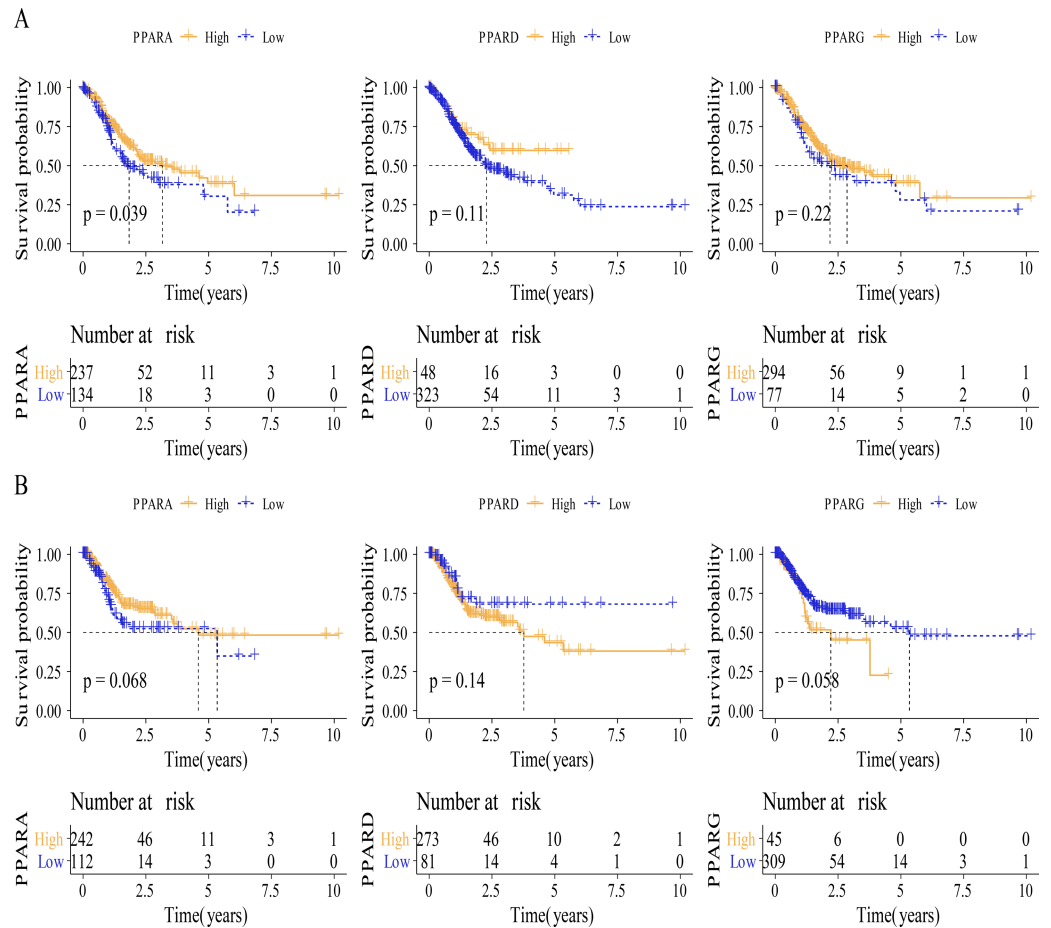 A
PPARA High Low
PPARD High Low
PPARG High Low
Survival probability
1.00
0.75
0.50
0.25
0.00
p = 0.039
0 2.5 5 7.5 10
Time(years)
Survival probability
1.00
0.75
0.50
0.25
0.00
p = 0.11
0 2.5 5 7.5 10
Time(years)
Survival probability
1.00
0.75
0.50
0.25
0.00
p = 0.22
0 2.5 5 7.5 10
Time(years)
Number at risk
PPARA
High 237 52 11 3 1
Low 134 18 3 0 0
0 2.5 5 7.5 10
Time(years)
Number at risk
PPARD
High 48 16 3 0 0
Low 323 54 11 3 1
0 2.5 5 7.5 10
Time(years)
Number at risk
PPARG
High 294 56 9 1 1
Low 77 14 5 2 0
0 2.5 5 7.5 10
Time(years)
B
PPARA High Low
PPARD High Low
PPARG High Low
Survival probability
1.00
0.75
0.50
0.25
0.00
p = 0.068
0 2.5 5 7.5 10
Time(years)
Survival probability
1.00
0.75
0.50
0.25
0.00
p = 0.14
0 2.5 5 7.5 10
Time(years)
Survival probability
1.00
0.75
0.50
0.25
0.00
p = 0.058
0 2.5 5 7.5 10
Time(years)
Number at risk
PPARA
High 242 46 11 3 1
Low 112 14 3 0 0
0 2.5 5 7.5 10
Time(years)
Number at risk
PPARD
High 273 46 10 2 1
Low 81 14 4 1 0
0 2.5 5 7.5 10
Time(years)
Number at risk
PPARG
High 45 6 0 0 0
Low 309 54 14 3 1
0 2.5 5 7.5 10
Time(years)